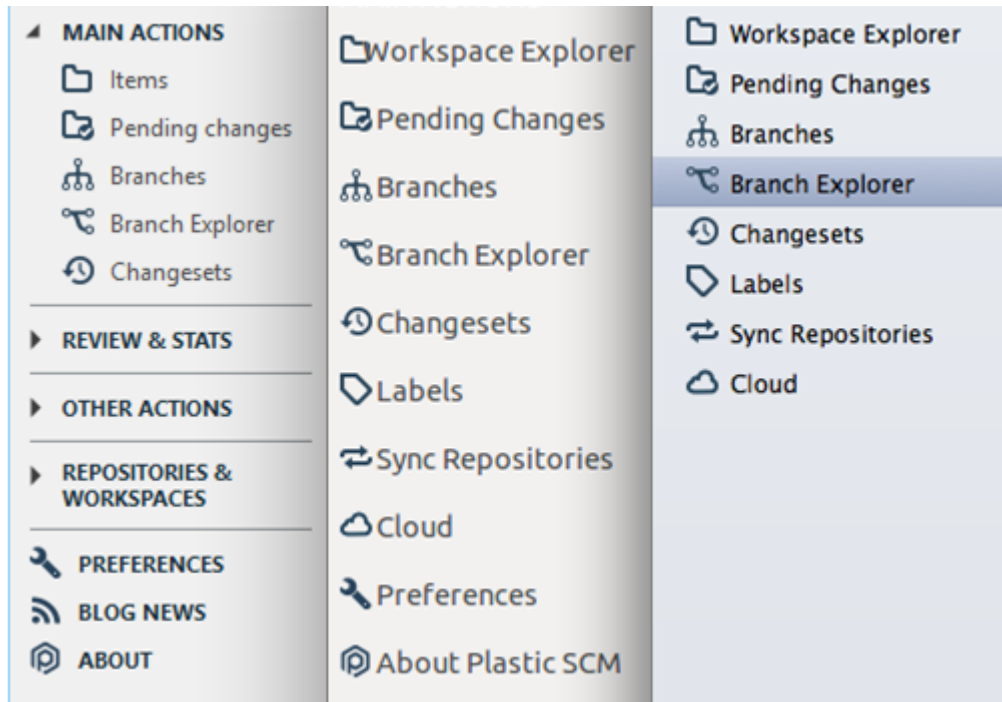 MAIN ACTIONS
Items
Pending changes
Branches
Branch Explorer
Changesets
REVIEW & STATS
OTHER ACTIONS
REPOSITORIES &
WORKSPACES
PREFERENCES
BLOG NEWS
ABOUT
Workspace Explorer
Pending Changes
Branches
Branch Explorer
Changesets
Labels
Sync Repositories
Cloud
Preferences
About Plastic SCM
Workspace Explorer
Pending Changes
Branches
Branch Explorer
Changesets
Labels
Sync Repositories
Cloud